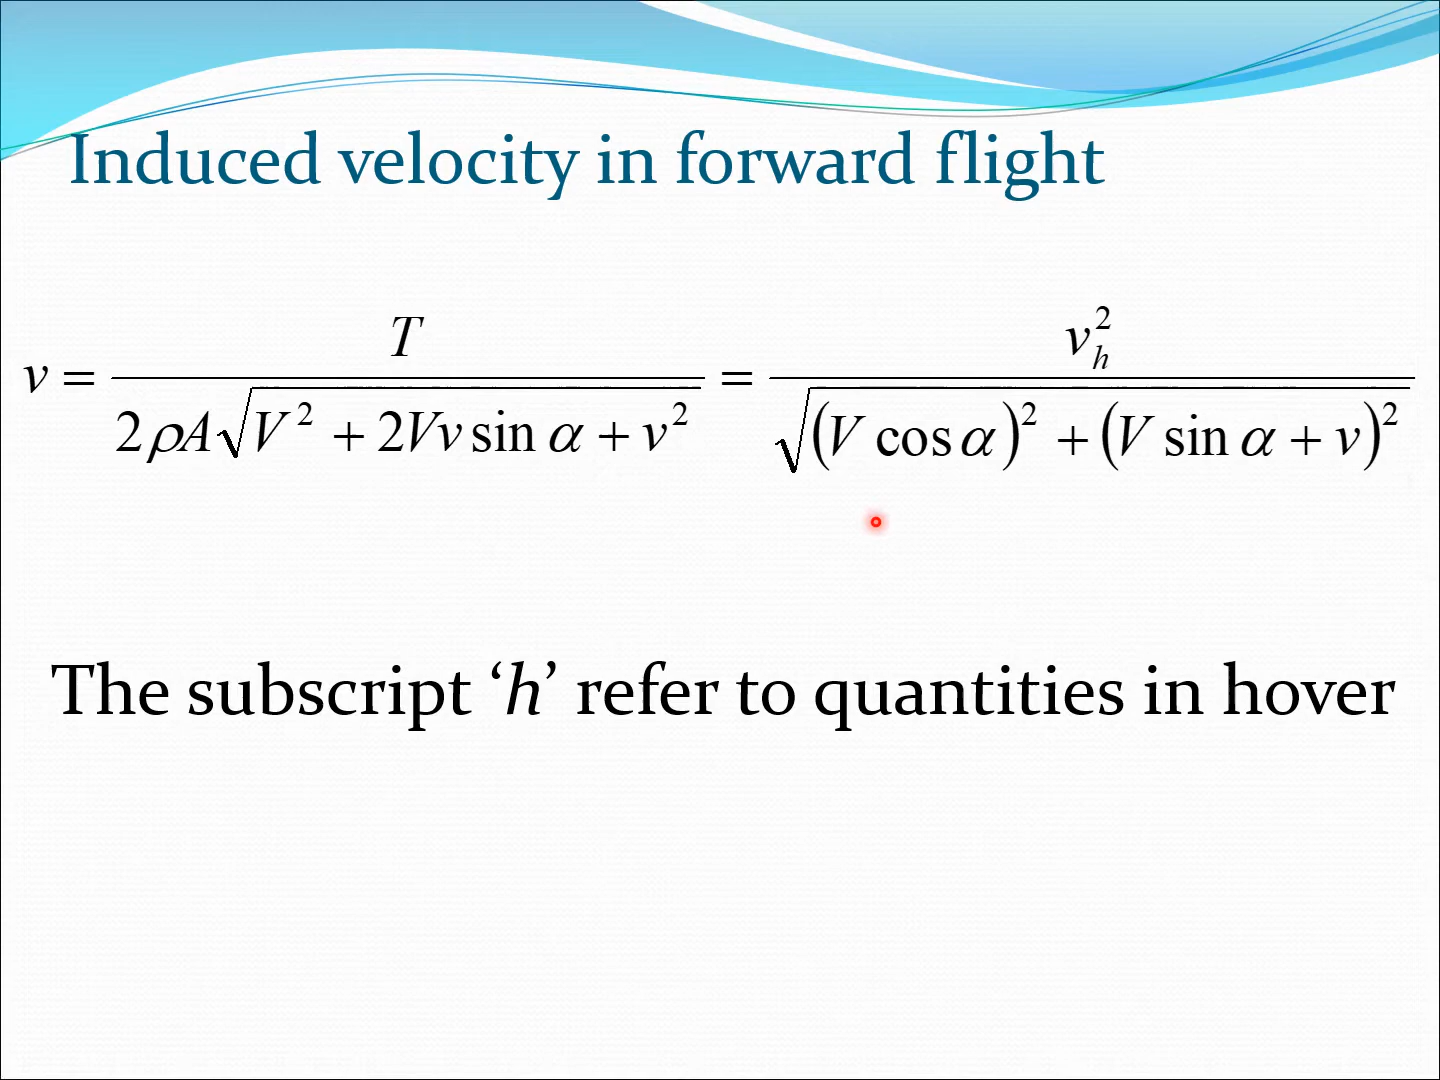 Induced velocity in forward flight
v = T / (2ρA√(V² + 2Vv sin α + v²)) = v_h² / √((V cos α)² + (V sin α + v)²)
The subscript ‘h’ refer to quantities in hover